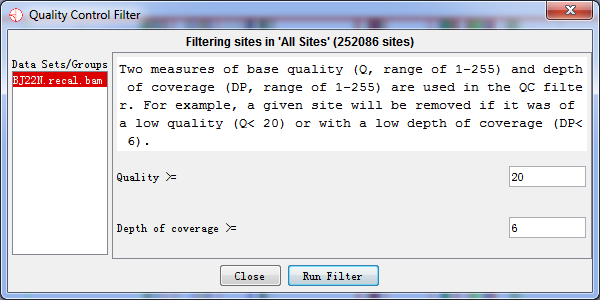 Quality Control Filter
Filtering sites in 'All Sites' (252086 sites)
Data Sets/Groups
BJ22N.recal.bam
Two measures of base quality (Q, range of 1-255) and depth
of coverage (DP, range of 1-255) are used in the QC filte
r. For example, a given site will be removed if it was of
a low quality (Q< 20) or with a low depth of coverage (DP<
6).
Quality >=
20
Depth of coverage >=
6
Close
Run Filter